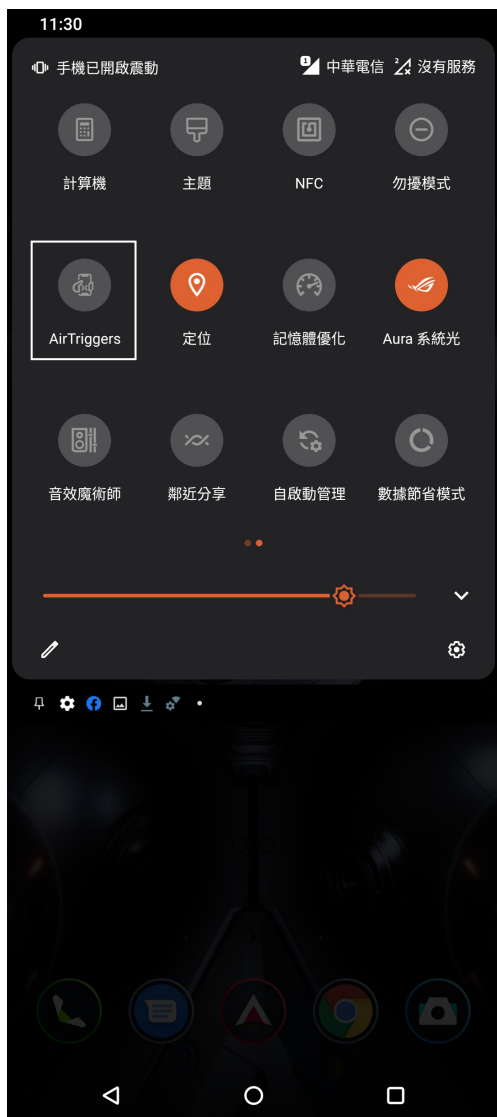 11:30
手機已開啟震動 1 中華電信 2 沒有服務
計算機 主題 NFC 勿擾模式
AirTriggers 定位 記憶體優化 Aura 系統光
音效魔術師 鄰近分享 自啟動管理 數據節省模式